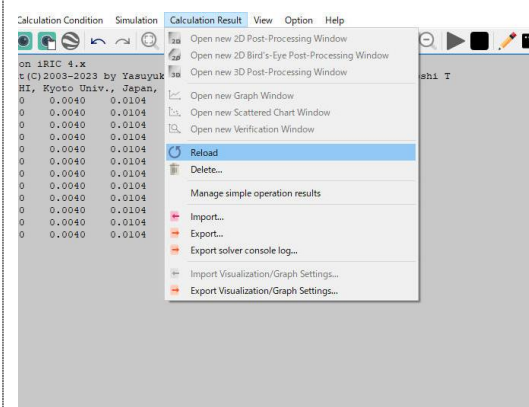 Calculation Condition Simulation Calculation Result View Option Help
on iRIC 4.x
t(C)2003-2023 by Yasuyuk
shi T
HI, Kyoto Univ., Japan,
0 0.0040 0.0104
0 0.0040 0.0104
0 0.0040 0.0104
0 0.0040 0.0104
0 0.0040 0.0104
0 0.0040 0.0104
0 0.0040 0.0104
0 0.0040 0.0104
0 0.0040 0.0104
0 0.0040 0.0104
0 0.0040 0.0104
0 0.0040 0.0104
2D Open new 2D Post-Processing Window
2D Open new 2D Bird's-Eye Post-Processing Window
3D Open new 3D Post-Processing Window
Open new Graph Window
Open new Scattered Chart Window
Open new Verification Window
Reload
Delete...
Manage simple operation results
Import...
Export...
Export solver console log...
Import Visualization/Graph Settings...
Export Visualization/Graph Settings...